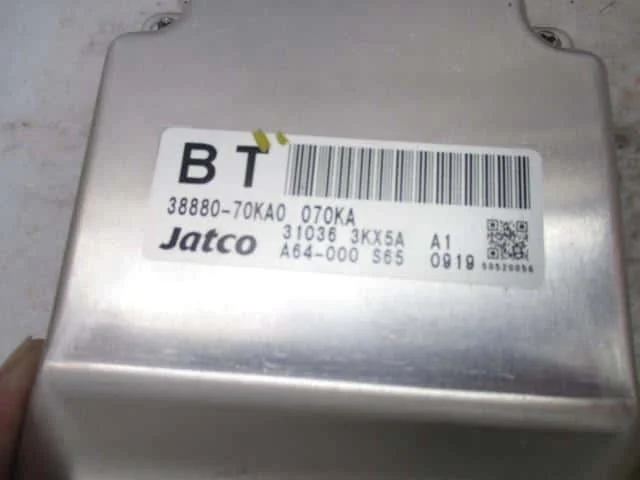 BT
38880-70KA0 070KA
Jatco 31036 3KX5A A1
A64-000 S65 0919